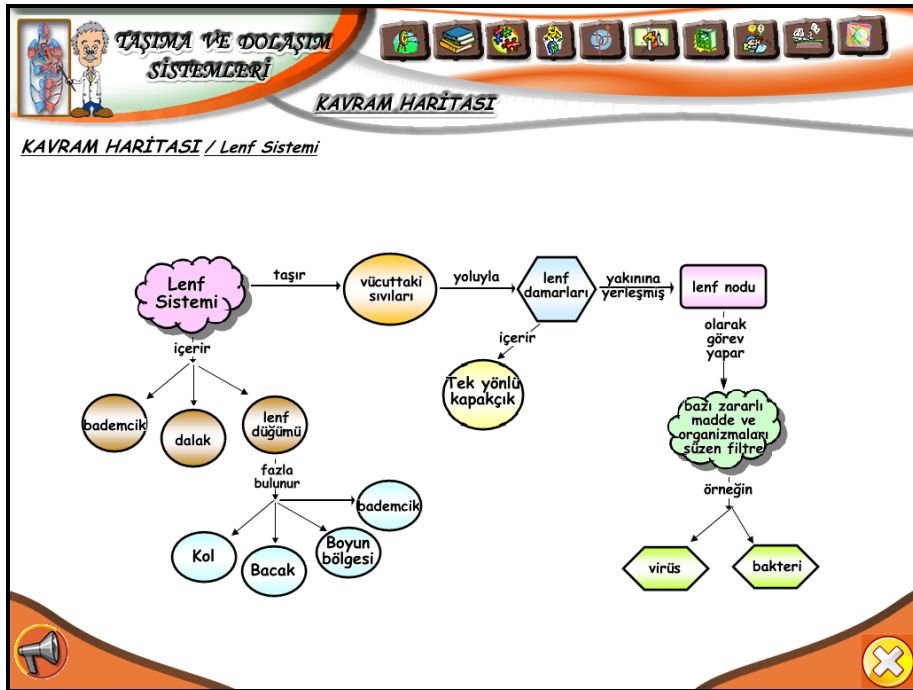 TAŞIMA VE DOLAŞIM
SİSTEMLERİ
KAVRAM HARİTASI
KAVRAM HARİTASI / Lenf Sistemi
Lenf
Sistemi
taşır
vücuttaki
sıvıları
yoluyla
lenf
damarları
yakınına
yerleşmiş
lenf nodu
içerir
bademcik
dalak
lenf
düğümü
içerir
Tek yönlü
kapakçık
olarak
görev
yapar
bazı zararlı
madde ve
organizmaları
süzen filtre
fazla
bulunur
Kol
Bacak
Boyun
bölgesi
bademcik
örneğin
virüs
bakteri